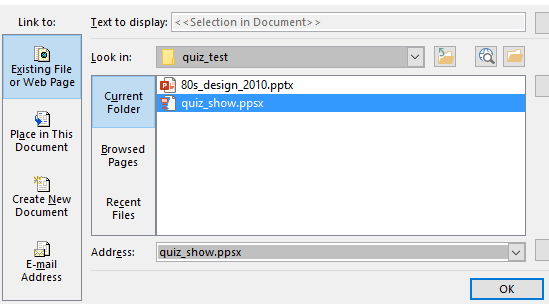 Link to:
Text to display: <<Selection in Document>>
Existing File
or Web Page
Look in: quiz_test
Current
Folder
80s_design_2010.pptx
quiz_show.ppsx
Place in This
Document
Browsed
Pages
Create New
Document
Recent
Files
E-mail
Address
Address: quiz_show.ppsx
OK